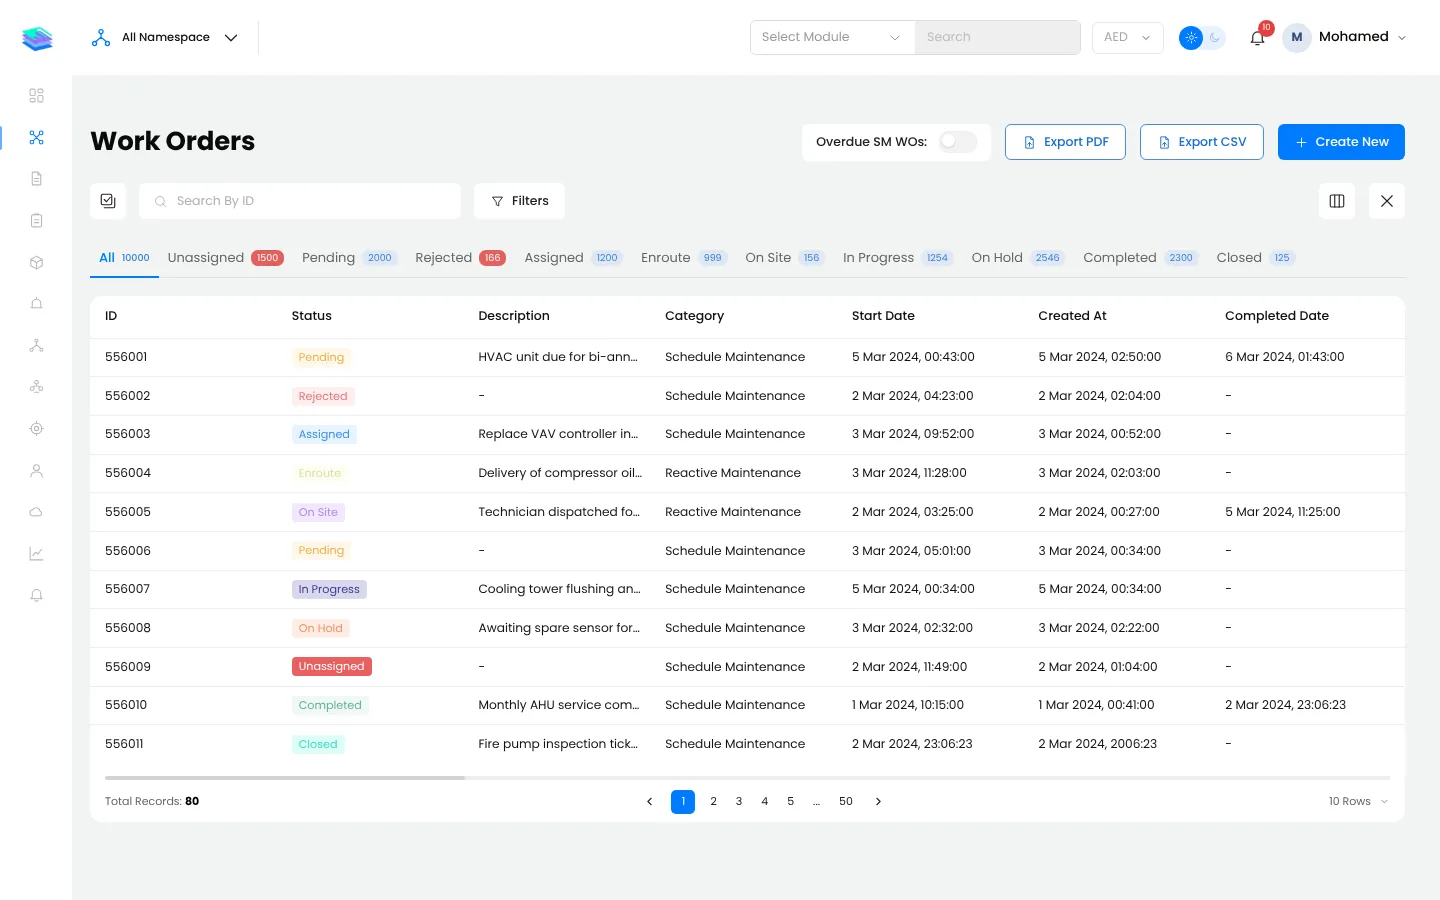 All Namespace Select Module Search AED 10 M Mohamed
Work Orders Overdue SM WOs: Export PDF Export CSV Create New
Search By ID Filters
All 10000 Unassigned 1500 Pending 2000 Rejected 166 Assigned 1200 Enroute 999 On Site 156 In Progress 1254 On Hold 2546 Completed 2300 Closed 125
ID Status Description Category Start Date Created At Completed Date
556001 Pending HVAC unit due for bi-ann... Schedule Maintenance 5 Mar 2024, 00:43:00 5 Mar 2024, 02:50:00 6 Mar 2024, 01:43:00
556002 Rejected - Schedule Maintenance 2 Mar 2024, 04:23:00 2 Mar 2024, 02:04:00 -
556003 Assigned Replace VAV controller in... Schedule Maintenance 3 Mar 2024, 09:52:00 3 Mar 2024, 00:52:00 -
556004 Enroute Delivery of compressor oil... Reactive Maintenance 3 Mar 2024, 11:28:00 3 Mar 2024, 02:03:00 -
556005 On Site Technician dispatched fo... Reactive Maintenance 2 Mar 2024, 03:25:00 2 Mar 2024, 00:27:00 5 Mar 2024, 11:25:00
556006 Pending - Schedule Maintenance 3 Mar 2024, 05:01:00 3 Mar 2024, 00:34:00 -
556007 In Progress Cooling tower flushing an... Schedule Maintenance 5 Mar 2024, 00:34:00 5 Mar 2024, 00:34:00 -
556008 On Hold Awaiting spare sensor for... Schedule Maintenance 3 Mar 2024, 02:32:00 3 Mar 2024, 02:22:00 -
556009 Unassigned - Schedule Maintenance 2 Mar 2024, 11:49:00 2 Mar 2024, 01:04:00 -
556010 Completed Monthly AHU service com... Schedule Maintenance 1 Mar 2024, 10:15:00 1 Mar 2024, 00:41:00 2 Mar 2024, 23:06:23
556011 Closed Fire pump inspection tick... Schedule Maintenance 2 Mar 2024, 23:06:23 2 Mar 2024, 2006:23 -
Total Records: 80 1 2 3 4 5 ... 50 10 Rows